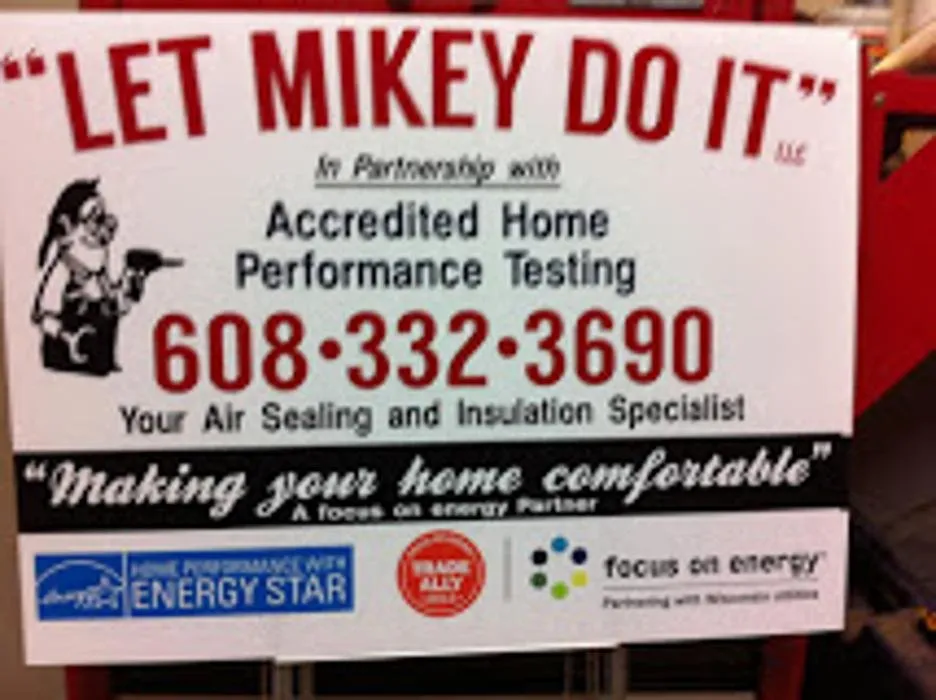 "LET MIKEY DO IT" LLC
In Partnership with
Accredited Home
Performance Testing
608•332•3690
Your Air Sealing and Insulation Specialist
"Making your home comfortable"
A focus on energy Partner
HOME PERFORMANCE WITH
ENERGY STAR
TRADE
ALLY
focus on energy
Partnering with Wisconsin utilities